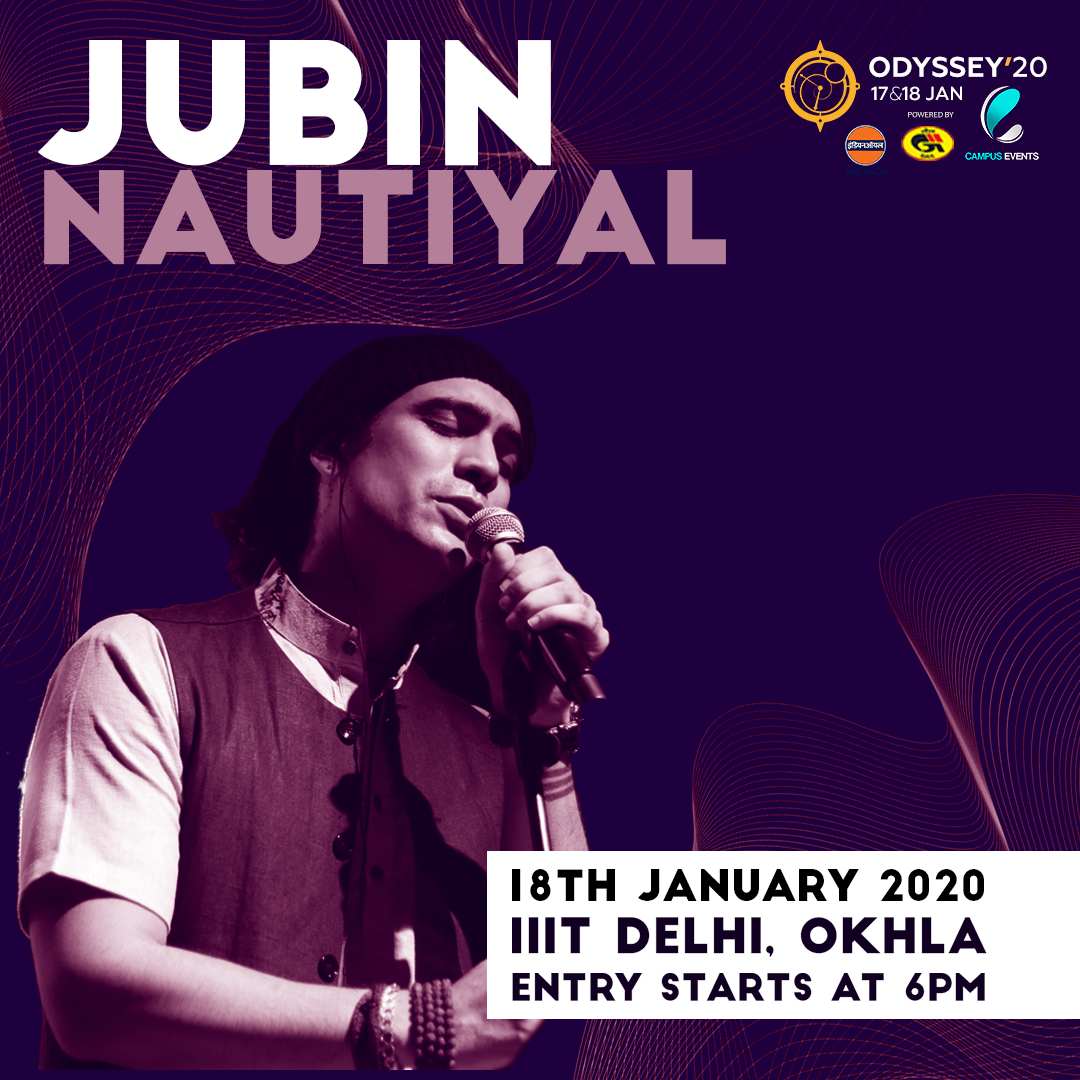 JUBIN
NAUTIYAL
ODYSSEY'20
17&18 JAN
POWERED BY
इंडियनऑयल
CAMPUS EVENTS
18TH JANUARY 2020
IIIT DELHI, OKHLA
ENTRY STARTS AT 6PM